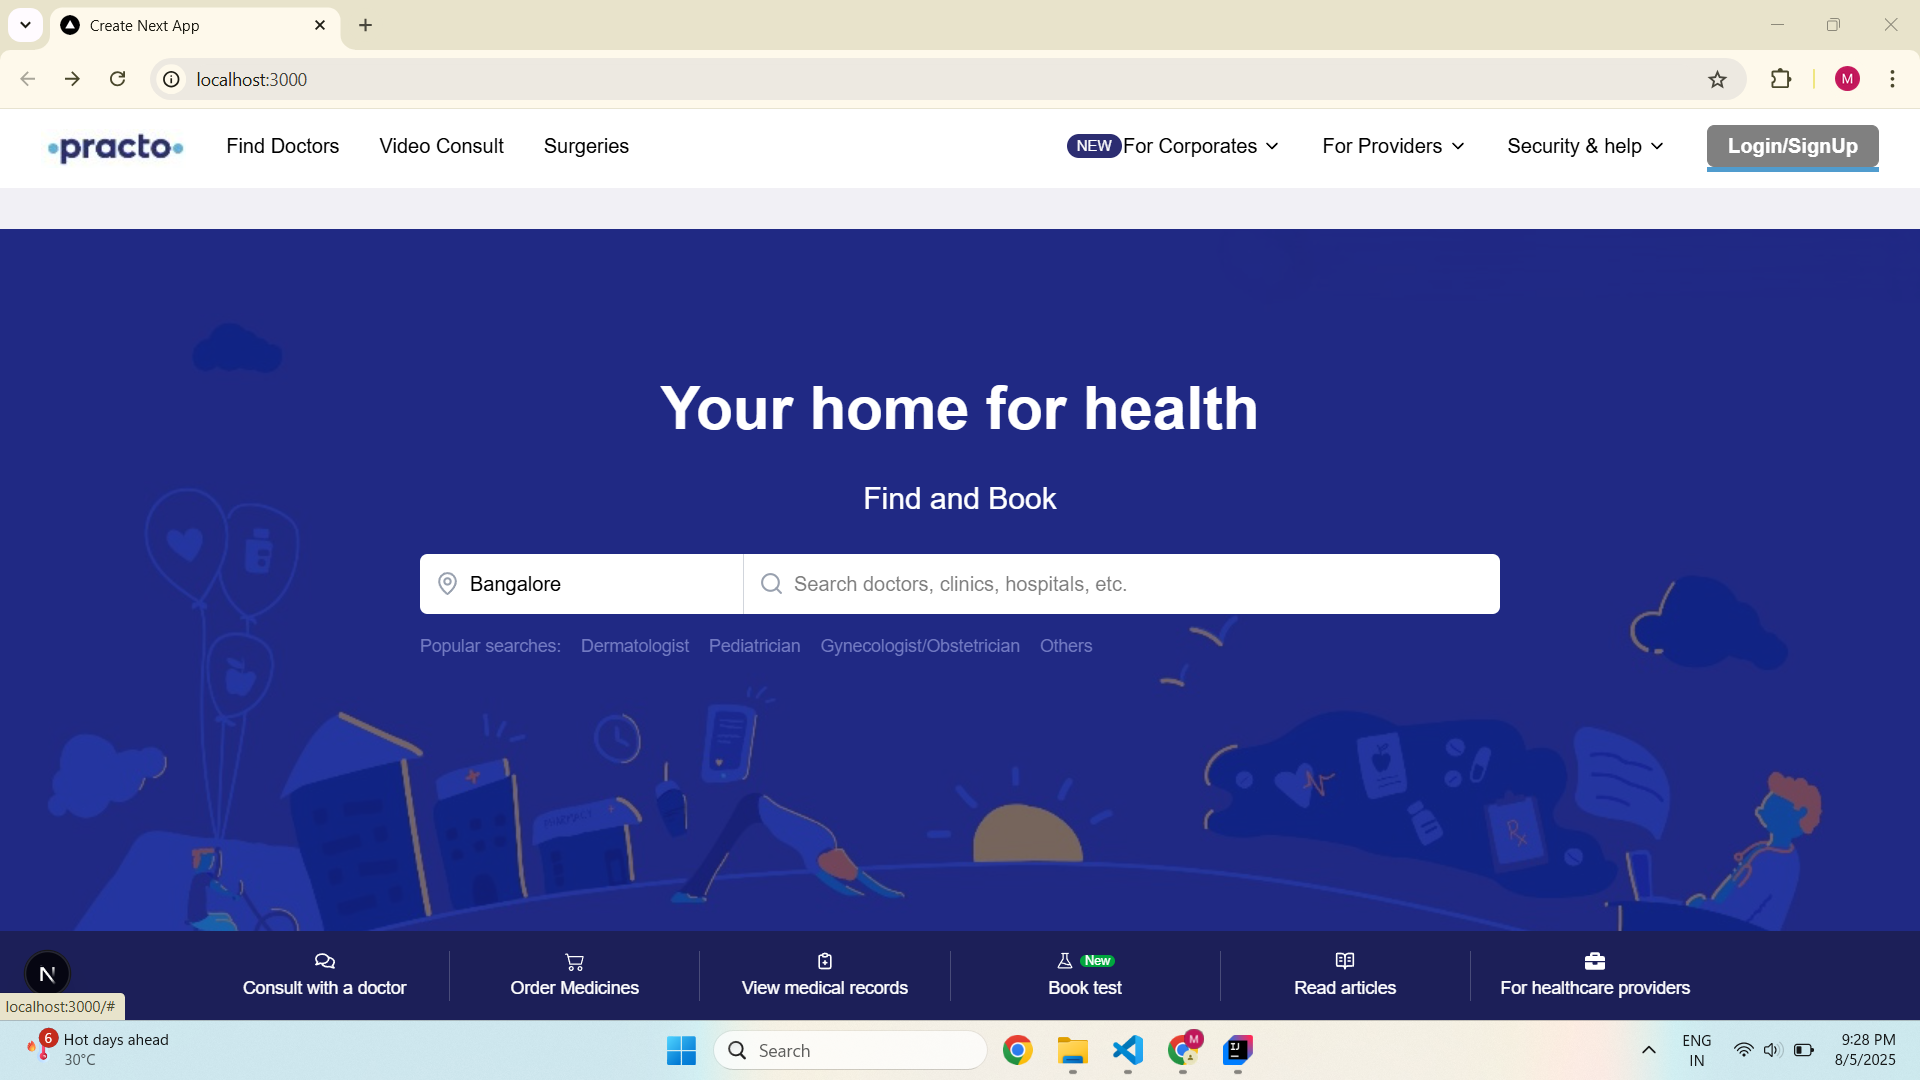 Create Next App
localhost:3000
M
practo
Find Doctors
Video Consult
Surgeries
NEW For Corporates
For Providers
Security & help
Login/SignUp
Your home for health
Find and Book
Bangalore
Search doctors, clinics, hospitals, etc.
Popular searches: Dermatologist Pediatrician Gynecologist/Obstetrician Others
PHARMACY
Rx
N
Consult with a doctor
Order Medicines
View medical records
New
Book test
Read articles
For healthcare providers
localhost:3000/#
6
Hot days ahead
30°C
Search
M
IJ
ENG
IN
9:28 PM
8/5/2025